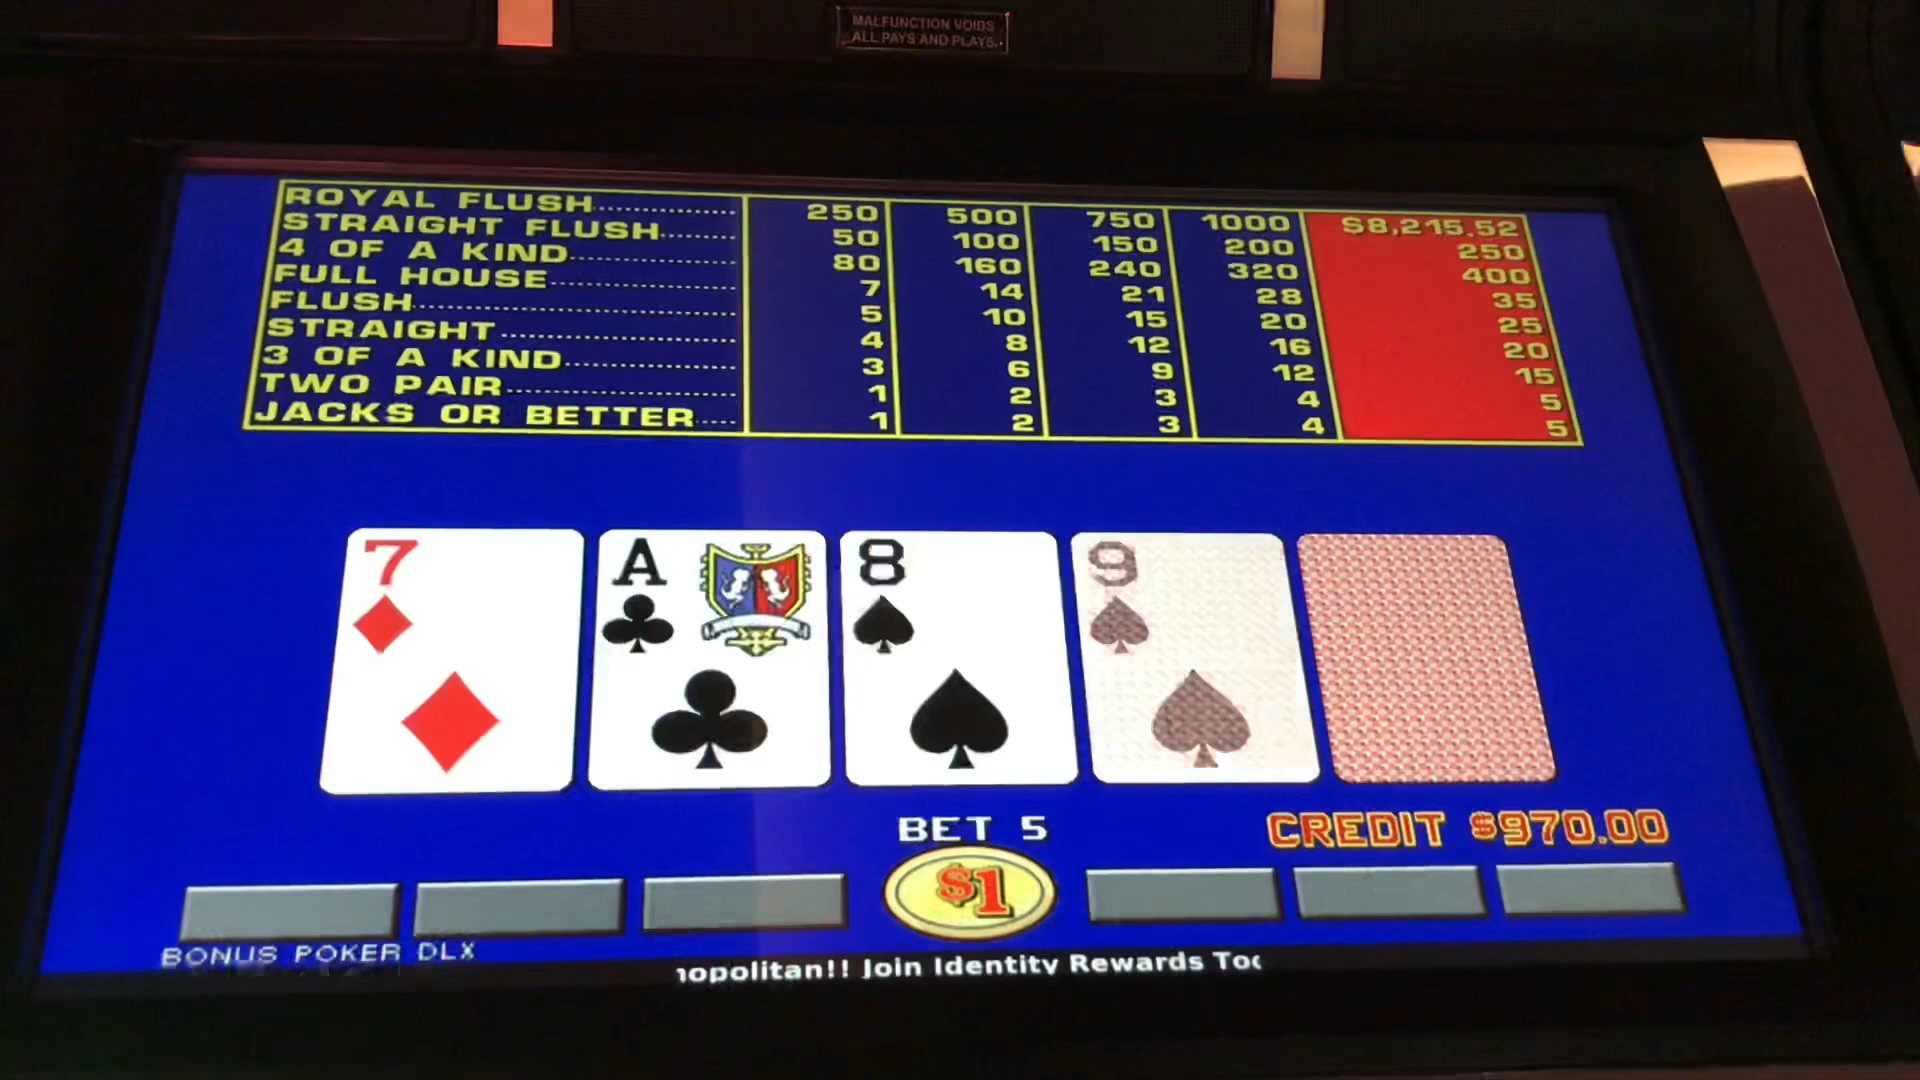 MALFUNCTION VOIDS
ALL PAYS AND PLAYS.
ROYAL FLUSH 250 500 750 1000 $8,215.52
STRAIGHT FLUSH 50 100 150 200 250
4 OF A KIND 80 160 240 320 400
FULL HOUSE 7 14 21 28 35
FLUSH 5 10 15 20 25
STRAIGHT 4 8 12 16 20
3 OF A KIND 3 6 9 12 15
TWO PAIR 1 2 3 4 5
JACKS OR BETTER 1 2 3 4 5
7 A 8 9
BET 5 CREDIT $970.00
$1
BONUS POKER DLX
opolitan!! Join Identity Rewards Too